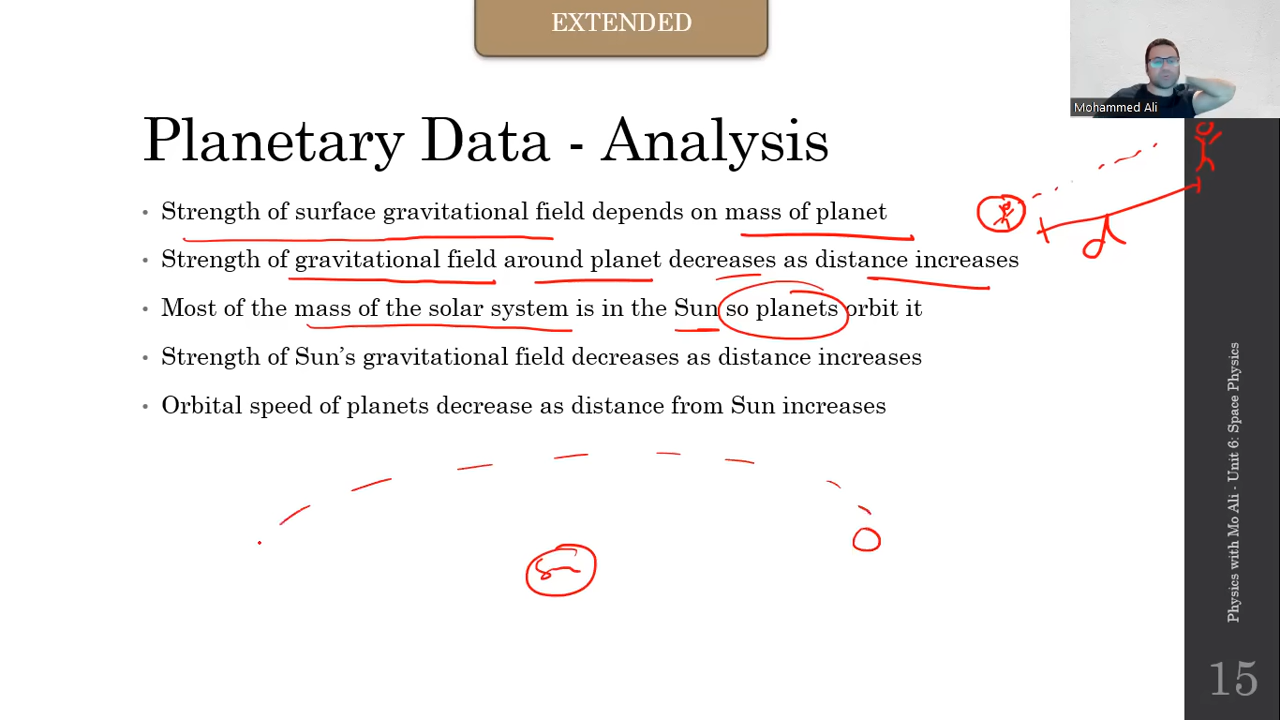 EXTENDED
Mohammed Ali
Planetary Data - Analysis
• Strength of surface gravitational field depends on mass of planet
• Strength of gravitational field around planet decreases as distance increases
• Most of the mass of the solar system is in the Sun so planets orbit it
• Strength of Sun's gravitational field decreases as distance increases
• Orbital speed of planets decrease as distance from Sun increases
d
Sun
Physics with Mo Ali - Unit 6: Space Physics
15